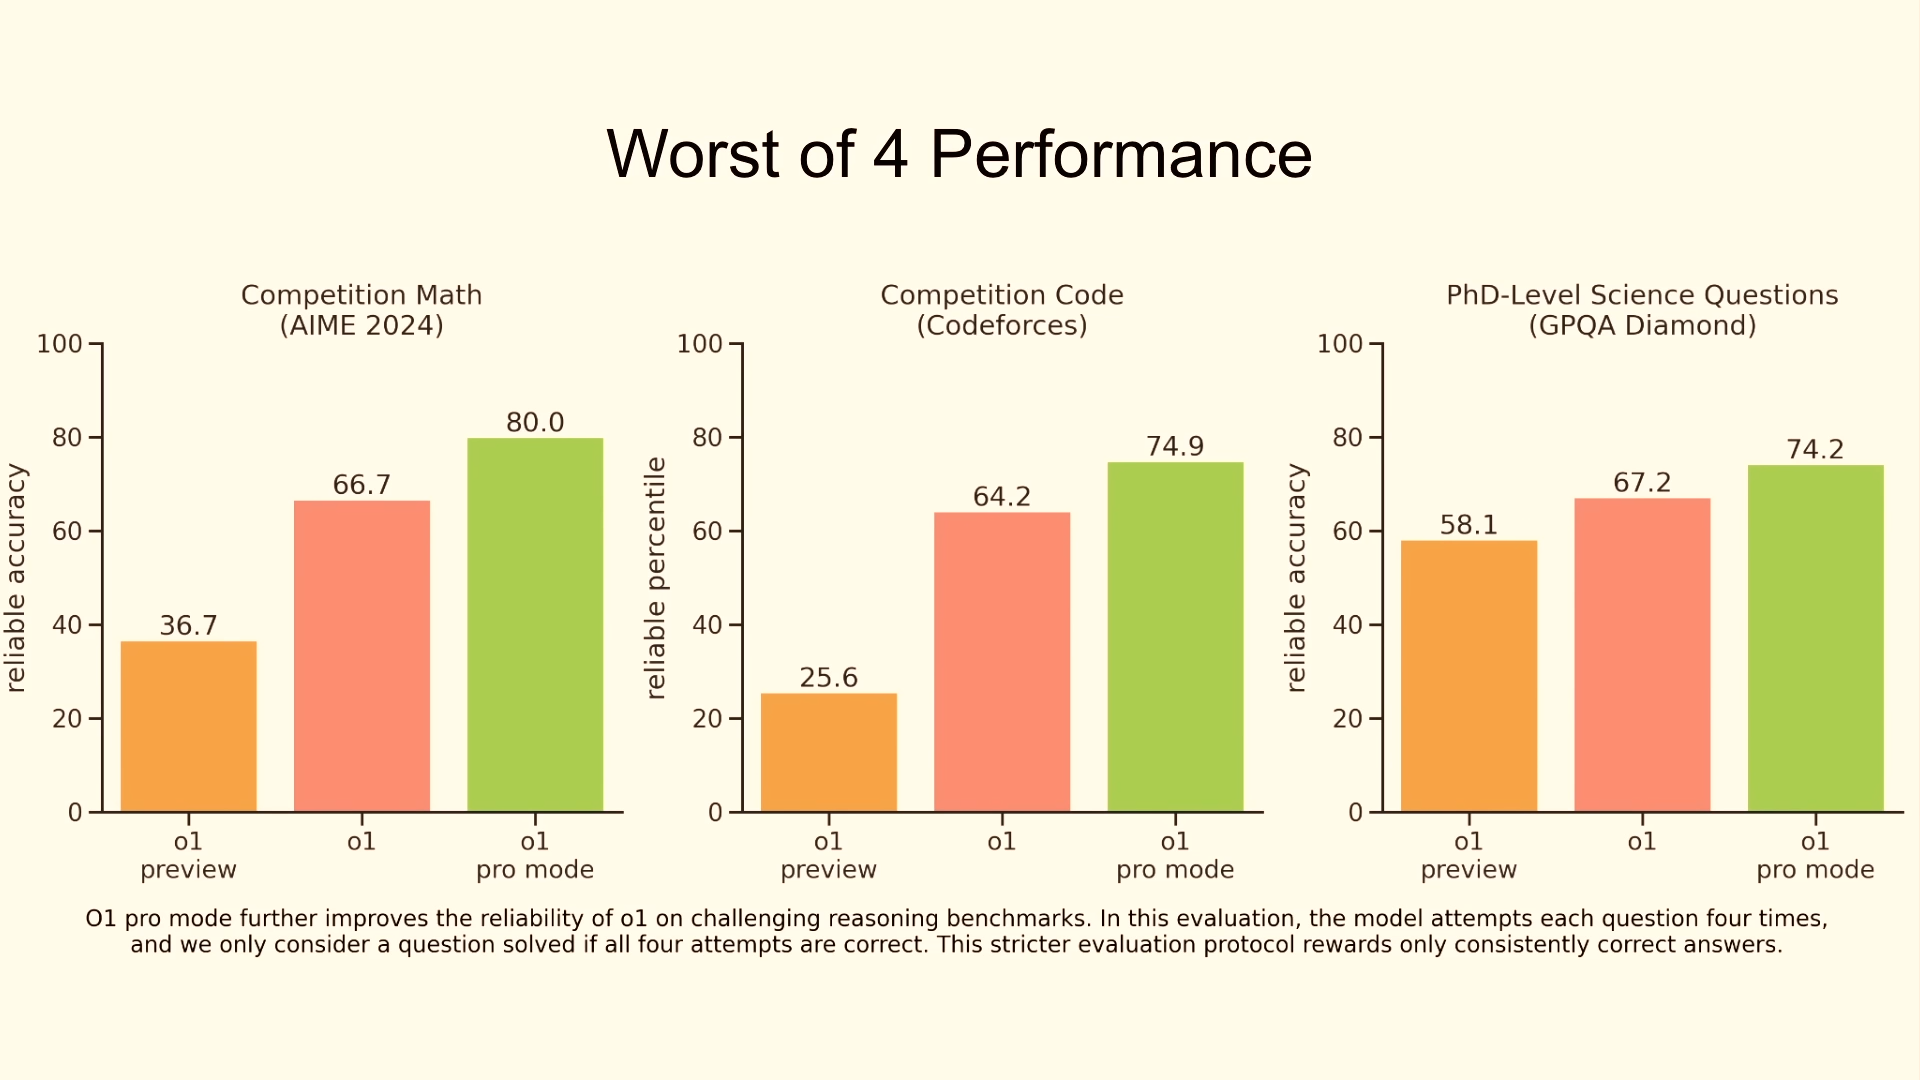 Worst of 4 Performance
Competition Math
(AIME 2024)
reliable accuracy
100
80
60
40
20
0
36.7
66.7
80.0
o1
preview
o1
o1
pro mode
Competition Code
(Codeforces)
reliable percentile
100
80
60
40
20
0
25.6
64.2
74.9
o1
preview
o1
o1
pro mode
PhD-Level Science Questions
(GPQA Diamond)
reliable accuracy
100
80
60
40
20
0
58.1
67.2
74.2
o1
preview
o1
o1
pro mode
O1 pro mode further improves the reliability of o1 on challenging reasoning benchmarks. In this evaluation, the model attempts each question four times,
and we only consider a question solved if all four attempts are correct. This stricter evaluation protocol rewards only consistently correct answers.